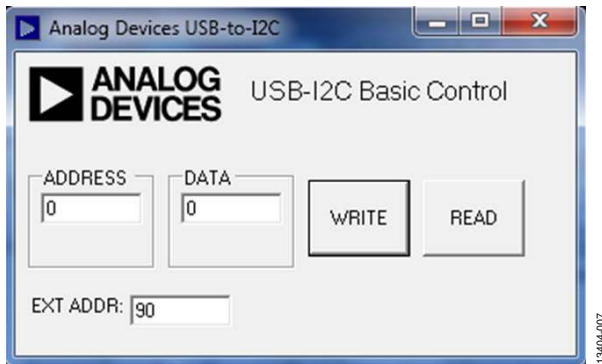 Analog Devices USB-to-I2C
ANALOG
DEVICES
USB-I2C Basic Control
ADDRESS
DATA
0
0
WRITE
READ
EXT ADDR:
90
13404-007